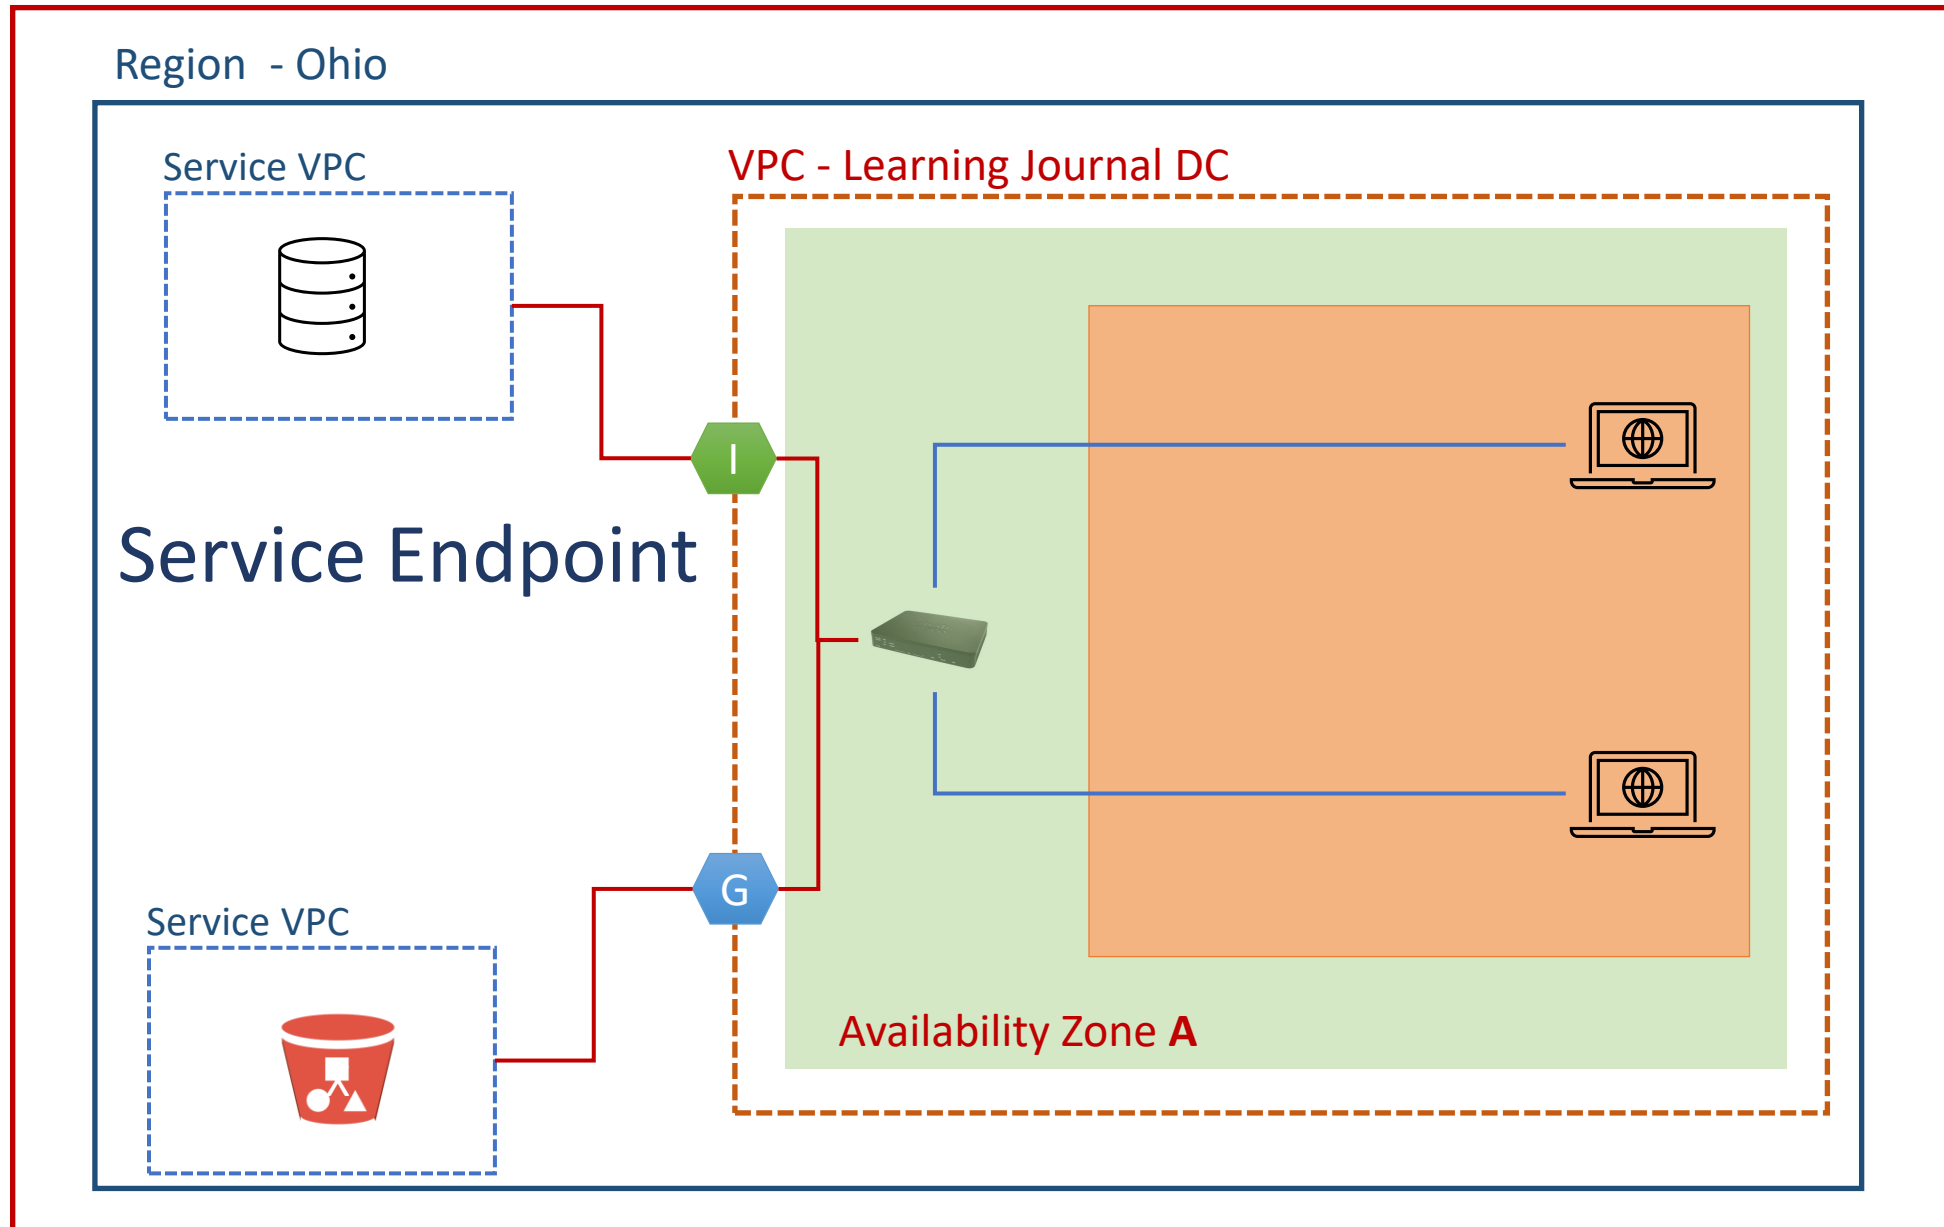 Region - Ohio
Service VPC
VPC - Learning Journal DC
I
Service Endpoint
G
Service VPC
Availability Zone A